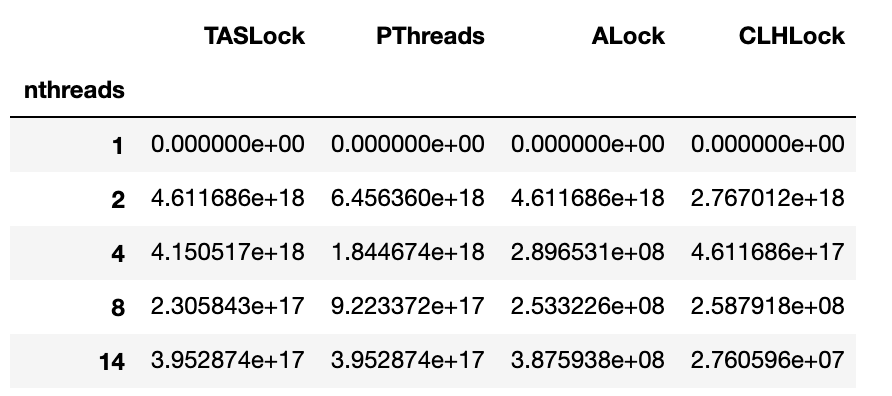 TASLock PThreads ALock CLHLock
nthreads
1 0.000000e+00 0.000000e+00 0.000000e+00 0.000000e+00
2 4.611686e+18 6.456360e+18 4.611686e+18 2.767012e+18
4 4.150517e+18 1.844674e+18 2.896531e+08 4.611686e+17
8 2.305843e+17 9.223372e+17 2.533226e+08 2.587918e+08
14 3.952874e+17 3.952874e+17 3.875938e+08 2.760596e+07